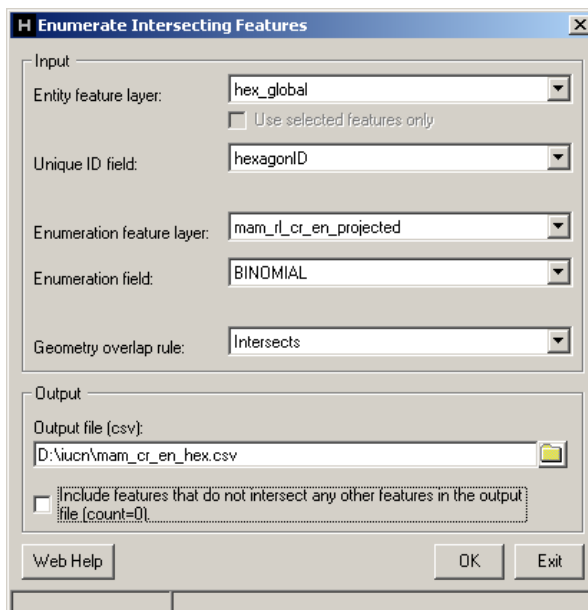 H Enumerate Intersecting Features
Input
Entity feature layer:
hex_global
Use selected features only
Unique ID field:
hexagonID
Enumeration feature layer:
mam_rl_cr_en_projected
Enumeration field:
BINOMIAL
Geometry overlap rule:
Intersects
Output
Output file (csv):
D:\iucn\mam_cr_en_hex.csv
Include features that do not intersect any other features in the output
file (count=0).
Web Help
OK
Exit